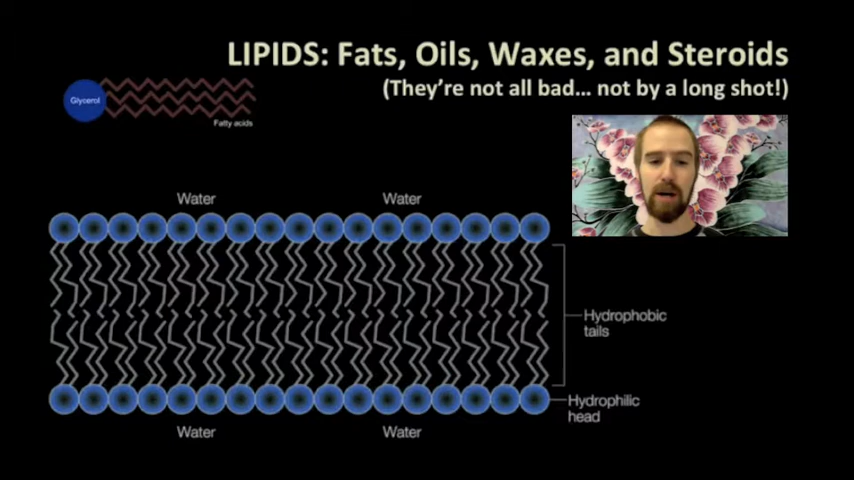 LIPIDS: Fats, Oils, Waxes, and Steroids
(They're not all bad... not by a long shot!)
Glycerol
Fatty acids
Water Water
Hydrophobic
tails
Hydrophilic
head
Water Water